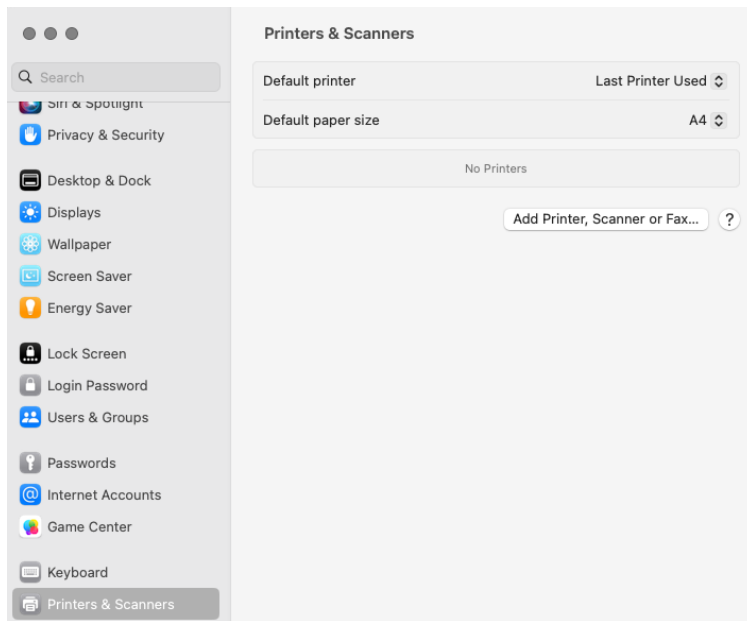 Search
Siri & Spotlight
Privacy & Security
Desktop & Dock
Displays
Wallpaper
Screen Saver
Energy Saver
Lock Screen
Login Password
Users & Groups
Passwords
Internet Accounts
Game Center
Keyboard
Printers & Scanners
Printers & Scanners
Default printer Last Printer Used
Default paper size A4
No Printers
Add Printer, Scanner or Fax... ?